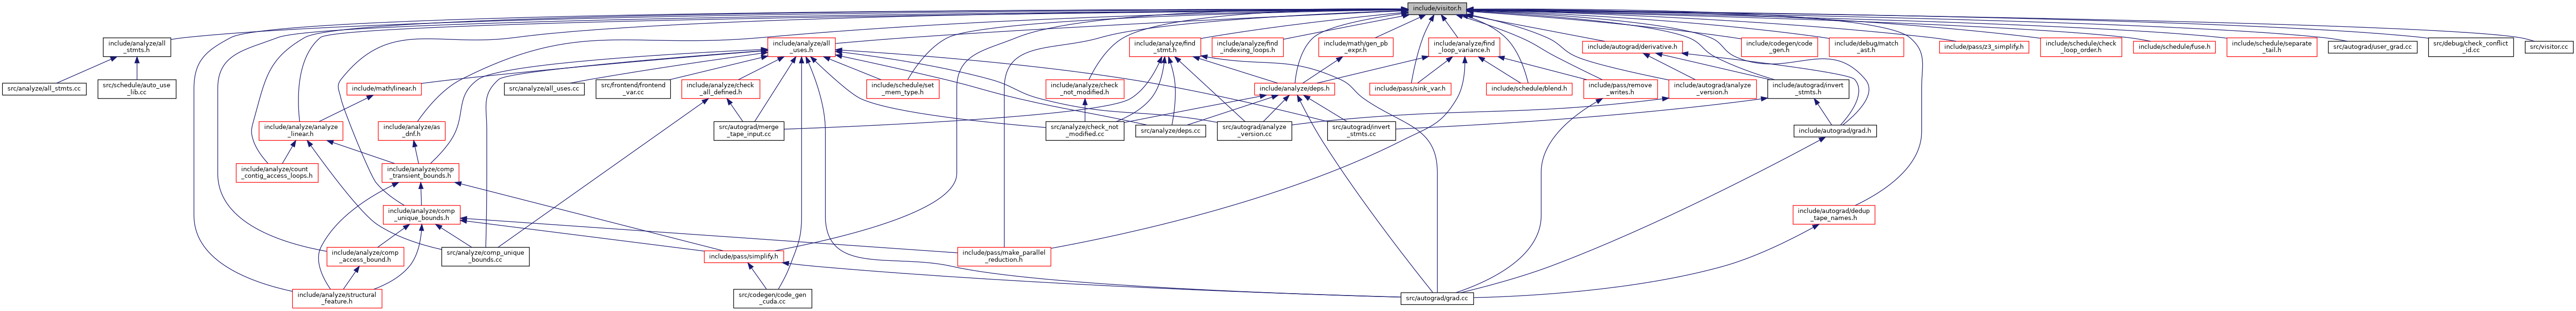 include/visitor.h
include/analyze/all
_stmts.h
include/analyze/all
_uses.h
include/analyze/find
_stmt.h
include/analyze/find
_indexing_loops.h
include/math/gen_pb
_expr.h
include/analyze/find
_loop_variance.h
include/autograd/derivative.h
include/codegen/code
_gen.h
include/debug/match
_ast.h
include/pass/z3_simplify.h
include/schedule/check
_loop_order.h
include/schedule/fuse.h
include/schedule/separate
_tail.h
src/autograd/user_grad.cc
src/debug/check_conflict
_id.cc
src/visitor.cc
src/analyze/all_stmts.cc
src/schedule/auto_use
_lib.cc
include/math/linear.h
src/analyze/all_uses.cc
src/frontend/frontend
_var.cc
include/analyze/check
_all_defined.h
include/schedule/set
_mem_type.h
include/analyze/check
_not_modified.h
include/analyze/deps.h
include/pass/sink_var.h
include/schedule/blend.h
include/pass/remove
_writes.h
include/autograd/analyze
_version.h
include/autograd/invert
_stmts.h
include/analyze/analyze
_linear.h
include/analyze/as
_dnf.h
src/autograd/merge
_tape_input.cc
src/analyze/check_not
_modified.cc
src/analyze/deps.cc
src/autograd/analyze
_version.cc
src/autograd/invert
_stmts.cc
include/autograd/grad.h
include/analyze/count
_contig_access_loops.h
include/analyze/comp
_transient_bounds.h
include/analyze/comp
_unique_bounds.h
include/autograd/dedup
_tape_names.h
include/analyze/comp
_access_bound.h
src/analyze/comp_unique
_bounds.cc
include/pass/simplify.h
include/pass/make_parallel
_reduction.h
include/analyze/structural
_feature.h
src/codegen/code_gen
_cuda.cc
src/autograd/grad.cc